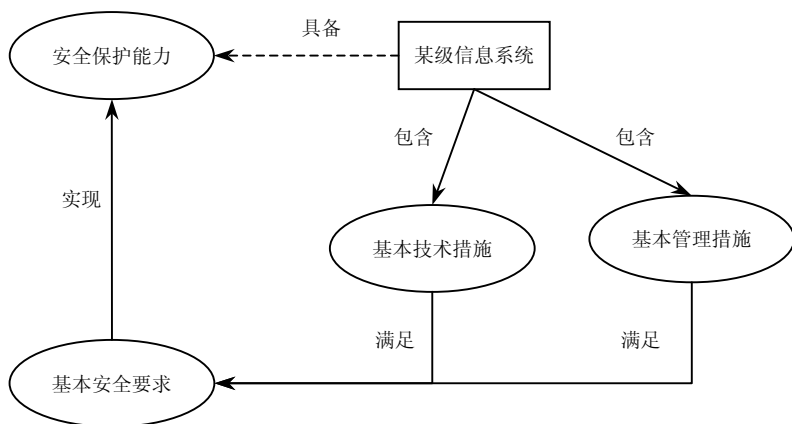 具备
安全保护能力
某级信息系统
包含
包含
实现
基本技术措施
基本管理措施
满足
满足
基本安全要求